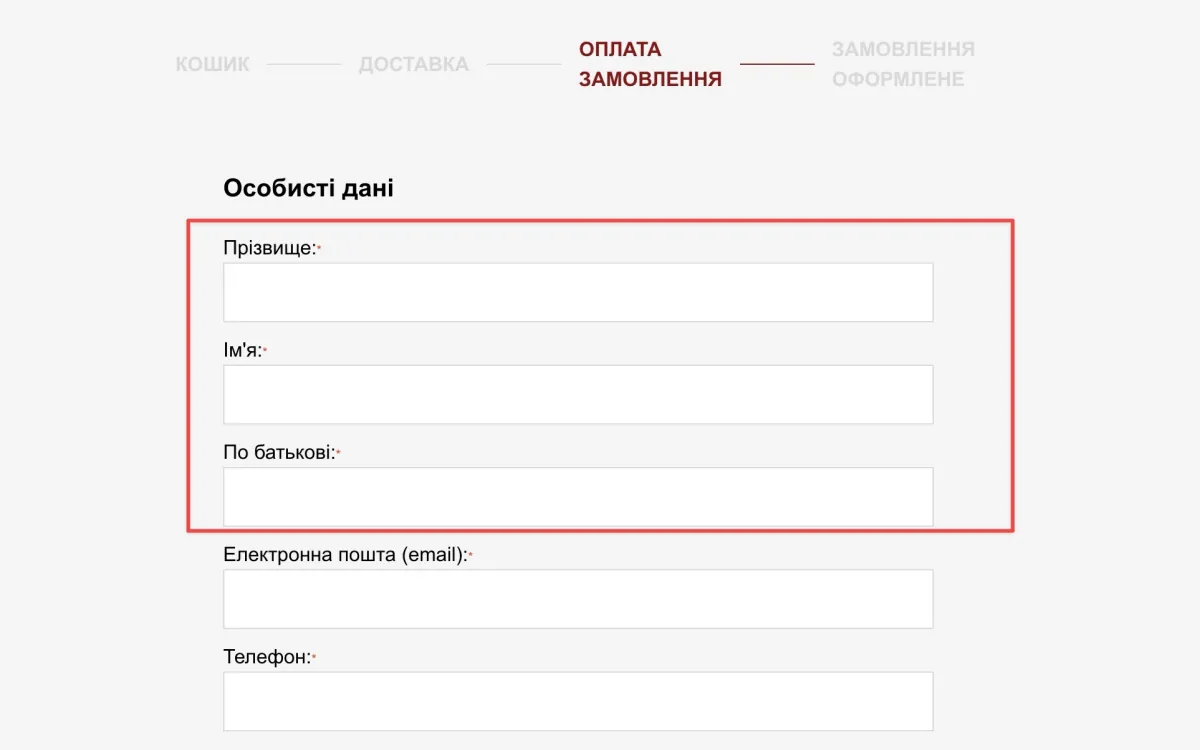 КОШИК
ДОСТАВКА
ОПЛАТА
ЗАМОВЛЕННЯ
ЗАМОВЛЕННЯ
ОФОРМЛЕНЕ
Особисті дані
Прізвище:*
Ім'я:*
По батькові:*
Електронна пошта (email):*
Телефон:*